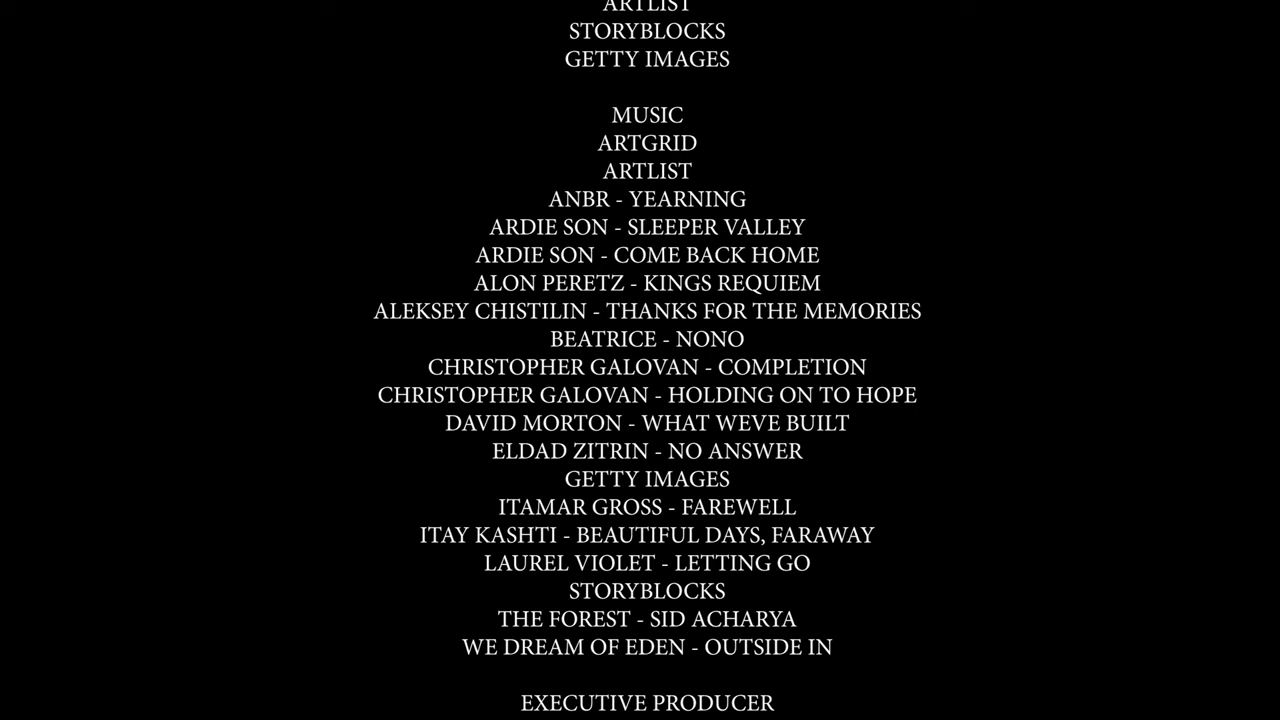 ARTLIST
STORYBLOCKS
GETTY IMAGES
MUSIC
ARTGRID
ARTLIST
ANBR - YEARNING
ARDIE SON - SLEEPER VALLEY
ARDIE SON - COME BACK HOME
ALON PERETZ - KINGS REQUIEM
ALEKSEY CHISTILIN - THANKS FOR THE MEMORIES
BEATRICE - NONO
CHRISTOPHER GALOVAN - COMPLETION
CHRISTOPHER GALOVAN - HOLDING ON TO HOPE
DAVID MORTON - WHAT WEVE BUILT
ELDAD ZITRIN - NO ANSWER
GETTY IMAGES
ITAMAR GROSS - FAREWELL
ITAY KASHTI - BEAUTIFUL DAYS, FARAWAY
LAUREL VIOLET - LETTING GO
STORYBLOCKS
THE FOREST - SID ACHARYA
WE DREAM OF EDEN - OUTSIDE IN
EXECUTIVE PRODUCER